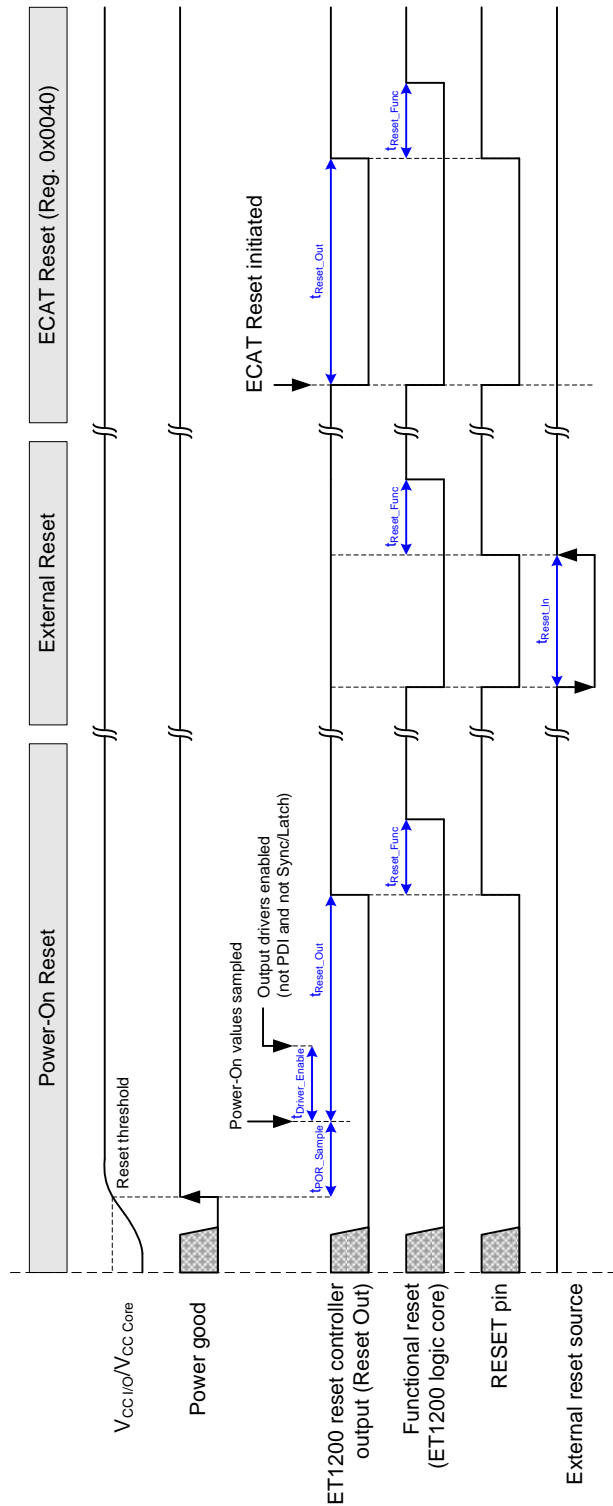 Power-On Reset
External Reset
ECAT Reset (Reg. 0x0040)
VCC I/O/VCC Core
Reset threshold
Power good
Power-On values sampled
Output drivers enabled
(not PDI and not Sync/Latch)
ECAT Reset initiated
tPOR_Sample
tDriver_Enable
tReset_Out
tReset_Out
ET1200 reset controller
output (Reset Out)
tReset_Func
tReset_Func
tReset_Func
Functional reset
(ET1200 logic core)
RESET pin
tReset_In
External reset source